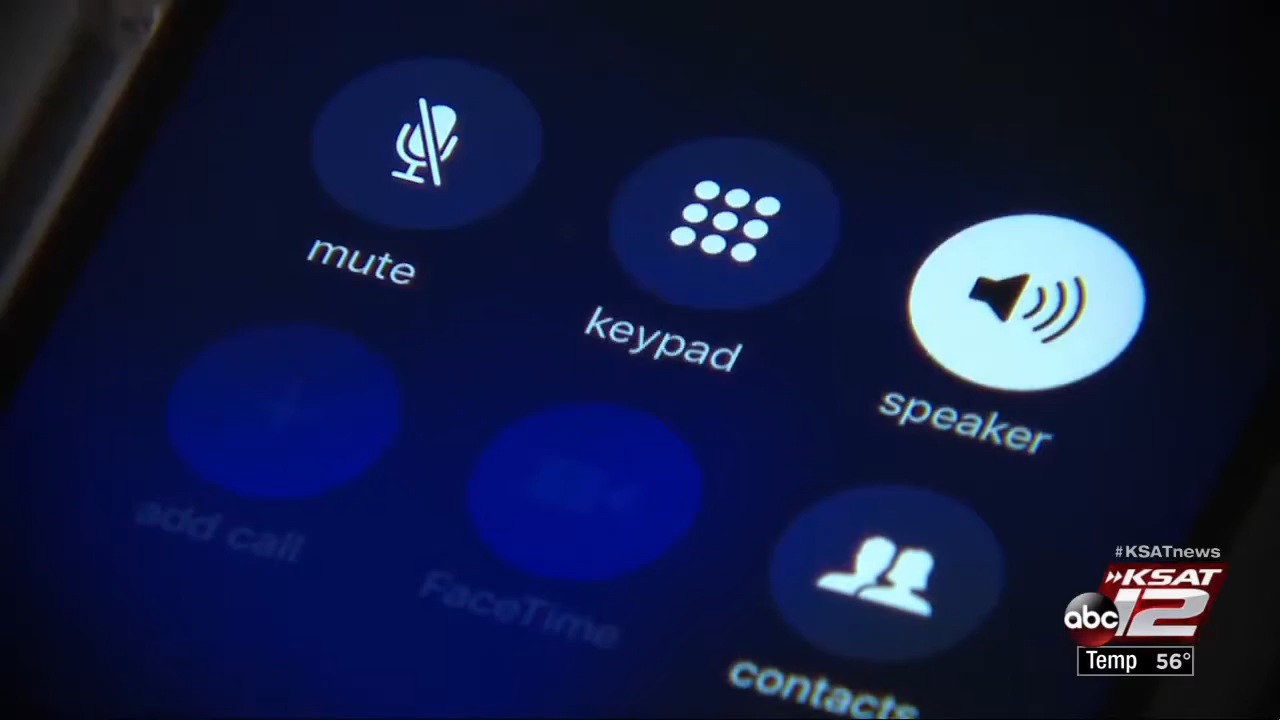 mute
keypad
speaker
add call
FaceTime
contacts
#KSATnews
KSAT
abc 12
Temp 56°